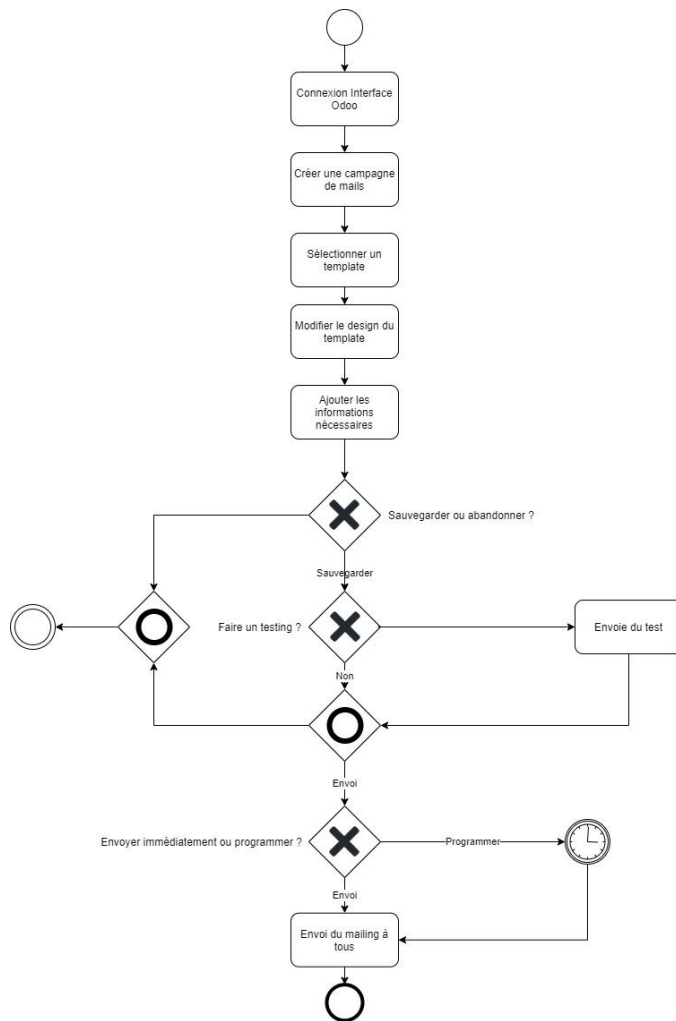 Connexion Interface
Odoo
Créer une campagne
de mails
Sélectionner un
template
Modifier le design du
template
Ajouter les
informations
nécessaires
Sauvegarder ou abandonner ?
Sauvegarder
Faire un testing ?
Envoie du test
Non
Envoi
Envoyer immédiatement ou programmer ?
Programmer
Envoi
Envoi du mailing à
tous